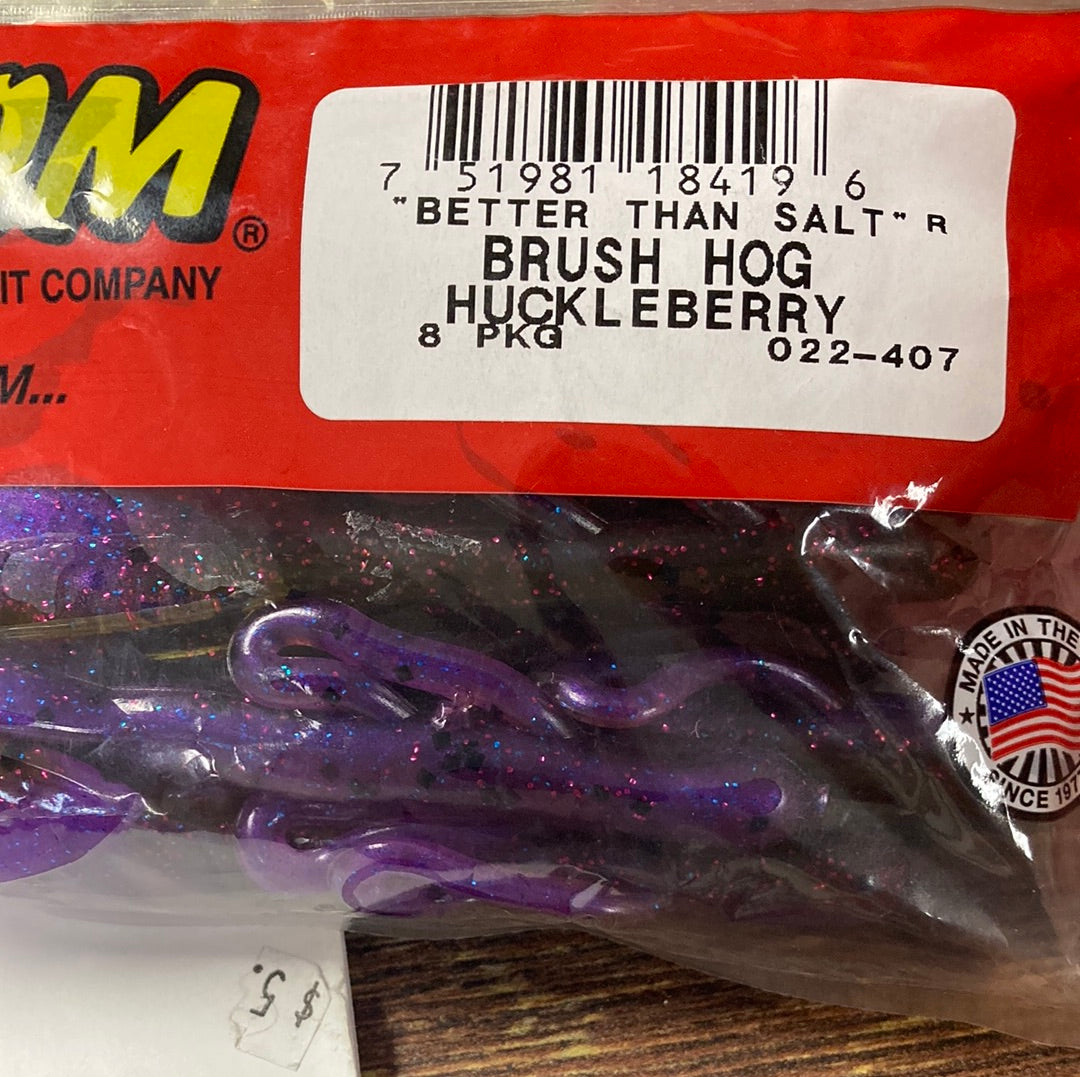 OM®
IT COMPANY
M...
7 51981 18419 6
"BETTER THAN SALT" R
BRUSH HOG
HUCKLEBERRY
8 PKG 022-407
MADE IN THE
SINCE 197
$ 5.